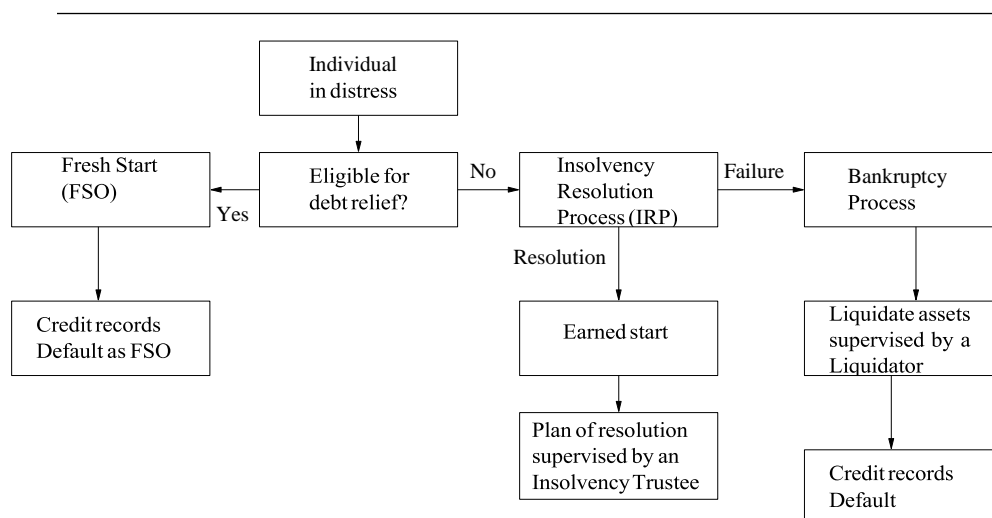 Individual
in distress
Fresh Start
(FSO)
Eligible for
debt relief?
Yes
No
Insolvency
Resolution
Process (IRP)
Failure
Bankruptcy
Process
Resolution
Credit records
Default as FSO
Earned start
Liquidate assets
supervised by a
Liquidator
Plan of resolution
supervised by an
Insolvency Trustee
Credit records
Default